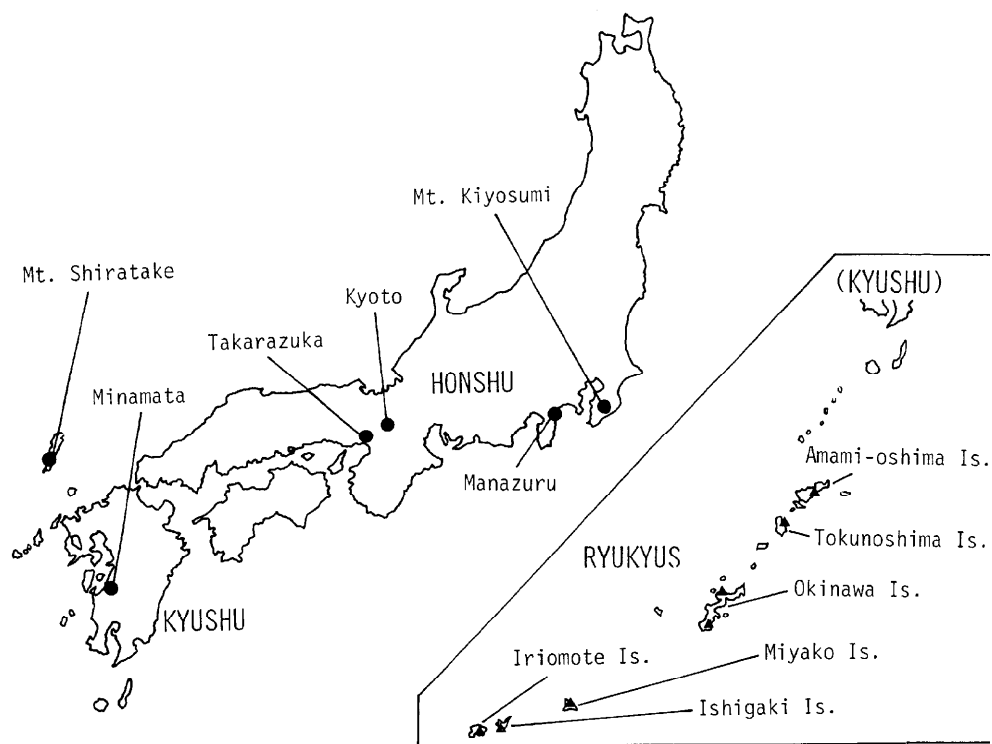 Mt. Kiyosumi
Mt. Shiratake
(KYUSHU)
Kyoto
Takarazuka
HONSHU
Minamata
Amami-oshima Is.
Manazuru
Tokunoshima Is.
RYUKYUS
Okinawa Is.
KYUSHU
Iriomote Is.
Miyako Is.
Ishigaki Is.